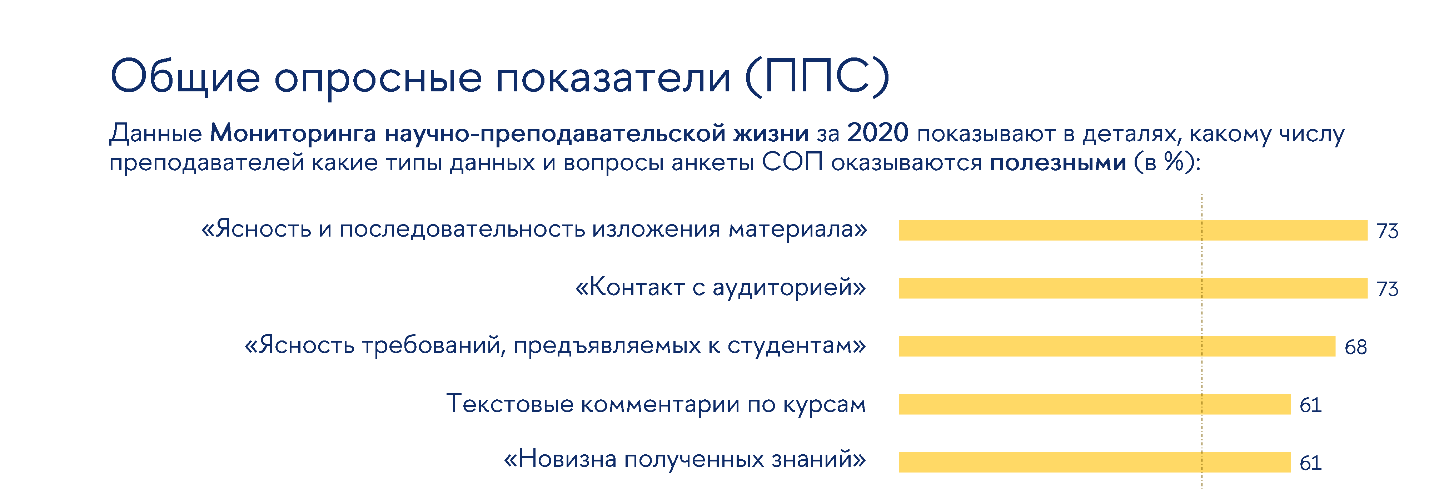 Общие опросные показатели (ППС)
Данные Мониторинга научно-преподавательской жизни за 2020 показывают в деталях, какому числу
преподавателей какие типы данных и вопросы анкеты СОП оказываются полезными (в %):
«Ясность и последовательность изложения материала» 73
«Контакт с аудиторией» 73
«Ясность требований, предъявляемых к студентам» 68
Текстовые комментарии по курсам 61
«Новизна полученных знаний» 61